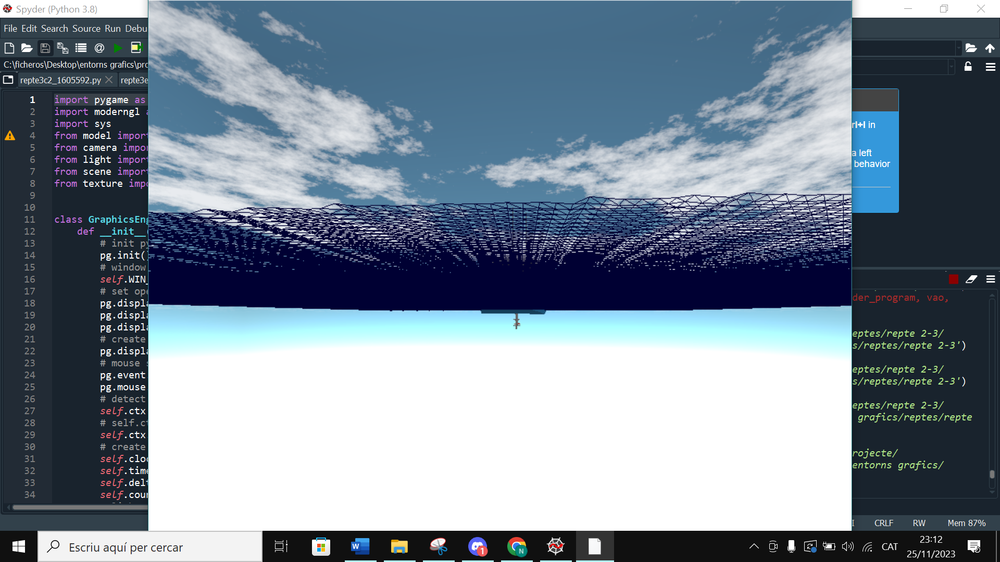 Spyder (Python 3.8)
File Edit Search Source Run Debu
C:\ficheros\Desktop\entorns grafics\pro
repte3c2_1605592.py repte3e
1 import pygame as
2 import moderngl a
3 import sys
4 from model import
5 from camera impor
6 from light import
7 from scene import
8 from texture impo
9
10
11 class GraphicsEng
12 def __init__(
13 # init py
14 pg.init()
15 # window
16 self.WIN_
17 # set ope
18 pg.displa
19 pg.displa
20 pg.displa
21 # create
22 pg.displa
23 # mouse s
24 pg.event
25 pg.mouse
26 # detect
27 self.ctx
28 # self.ct
29 self.ctx
30 # create
31 self.cloc
32 self.time
33 self.delt
34 self.coun
rl+I in
a left
behavior
der_program, vao,
eptes/repte 2-3/
s/reptes/repte 2-3')
eptes/repte 2-3/
s/reptes/repte 2-3')
eptes/repte 2-3/
grafics/reptes/repte
rojecte/
entorns grafics/
I CRLF RW Mem 87%
Escriu aquí per cercar
W
1
N
CAT
23:12
25/11/2023